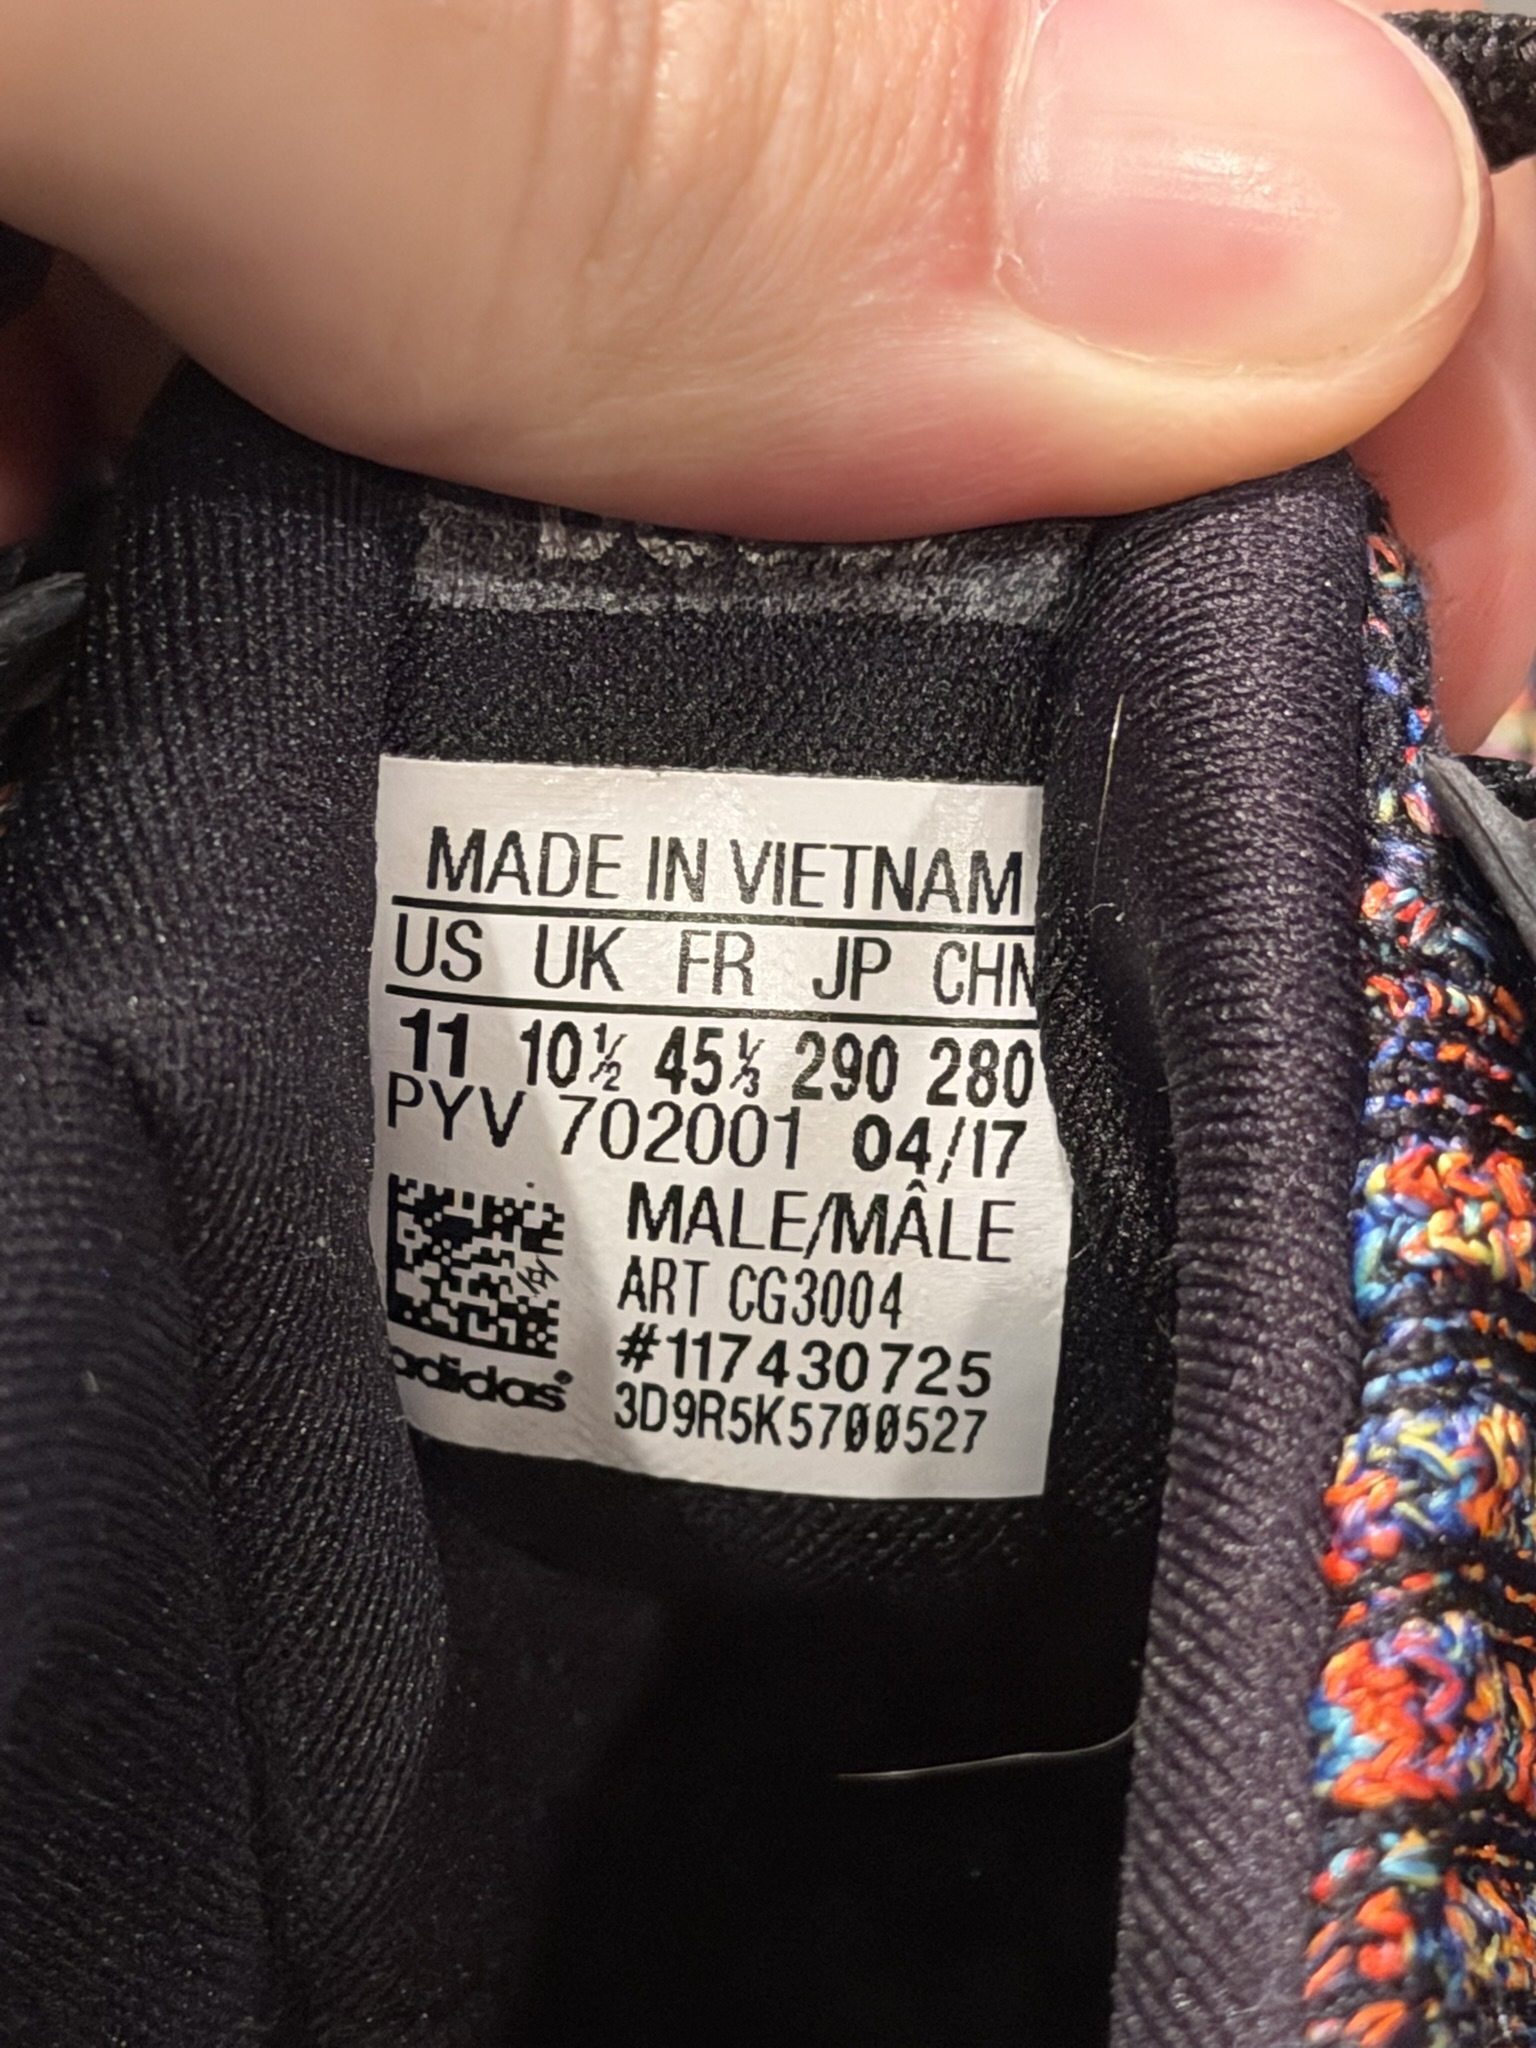 MADE IN VIETNAM
US UK FR JP CHN
11 10½ 45⅓ 290 280
PYV 702001 04/17
MALE/MÂLE
ART CG3004
#117430725
3D9R5K5700527
adidas®